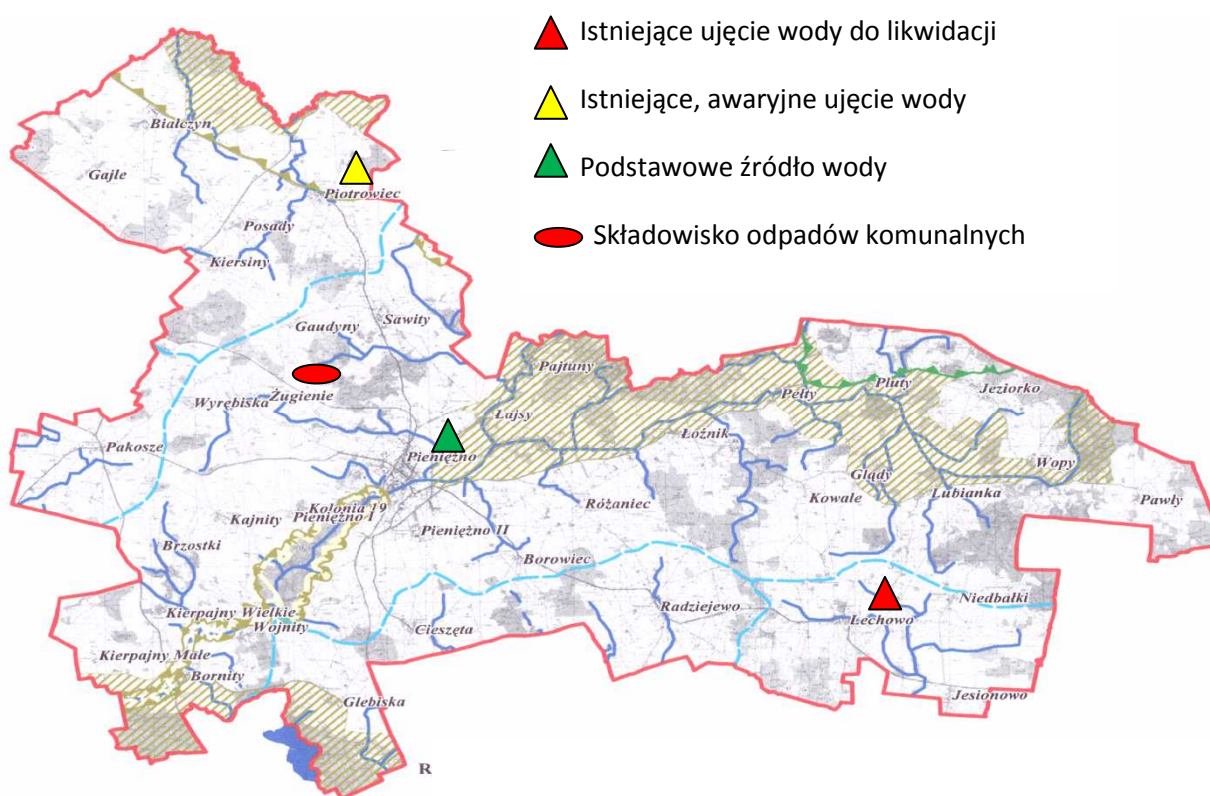 Istniejące ujęcie wody do likwidacji
Istniejące, awaryjne ujęcie wody
Podstawowe źródło wody
Składowisko odpadów komunalnych
Białczyn
Gajle
Piotrowiec
Posady
Kiersiny
Gaudyny
Sawity
Pajtuny
Pluty
Jeziorko
Pełty
Żugienie
Wyrębiska
Łajsy
Łoźnik
Pakosze
Pieniężno
Wopy
Głądy
Lubianka
Pawły
Kowale
Różaniec
Kolonia 19
Kajnity
Pieniężno I
Pieniężno II
Brzostki
Borowiec
Niedbałki
Radziejewo
Lechowo
Kierpajny Wielkie
Wojnity
Cieszęta
Kierpajny Małe
Bornity
Jesionowo
Glebiska
R